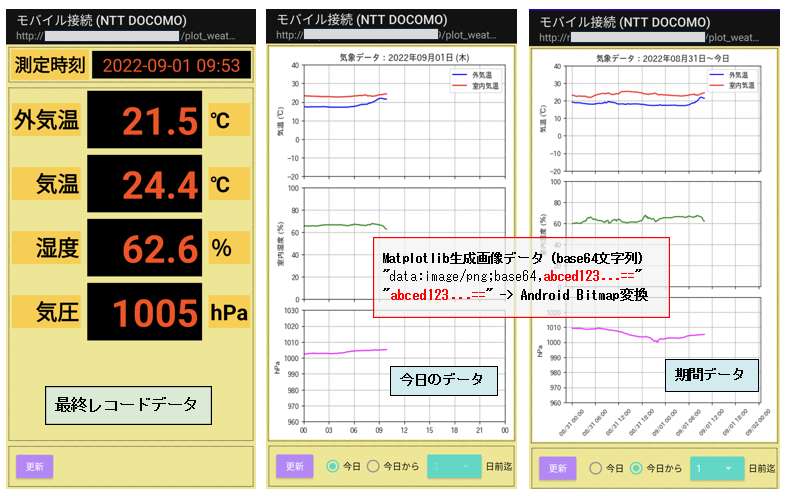 モバイル接続 (NTT DOCOMO)
http://
/plot_weat…
測定時刻
2022-09-01 09:53
外気温
21.5
℃
気温
24.4
℃
湿度
62.6
%
気圧
1005
hPa
最終レコードデータ
更新
モバイル接続 (NTT DOCOMO)
http://
/plot_weat…
気象データ：2022年09月01日 (木)
外気温
室内気温
気温 (℃)
40
30
20
10
0
−10
−20
室内湿度 (%)
100
80
60
40
20
0
hPa
1030
1020
1010
1000
990
980
970
960
00
03
06
09
12
15
18
21
00
今日のデータ
更新
今日
今日から
日前迄
モバイル接続 (NTT DOCOMO)
http://
/plot_weat…
気象データ：2022年08月31日〜今日
外気温
室内気温
気温 (℃)
40
30
20
10
0
−10
−20
室内湿度 (%)
100
80
60
40
20
0
hPa
1030
1020
1010
1000
990
980
970
960
08/31 00:00
08/31 06:00
08/31 12:00
08/31 18:00
09/01 00:00
09/01 06:00
09/01 12:00
09/01 18:00
09/02 00:00
期間データ
更新
今日
今日から
1
日前迄
Matplotlib生成画像データ (base64文字列)
"data:image/png;base64,abced123...=="
"abced123...==" -> Android Bitmap変換